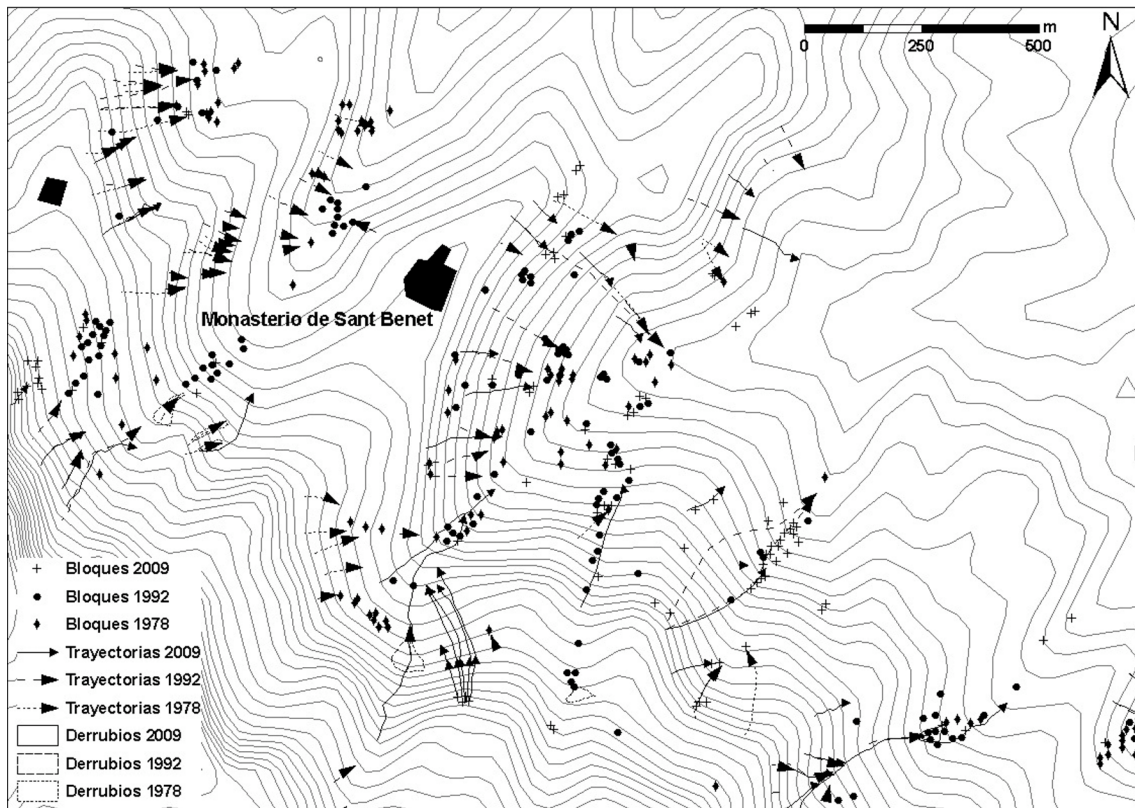 N
m
0 250 500
Monasterio de Sant Benet
Bloques 2009
Bloques 1992
Bloques 1978
Trayectorias 2009
Trayectorias 1992
Trayectorias 1978
Derrubios 2009
Derrubios 1992
Derrubios 1978